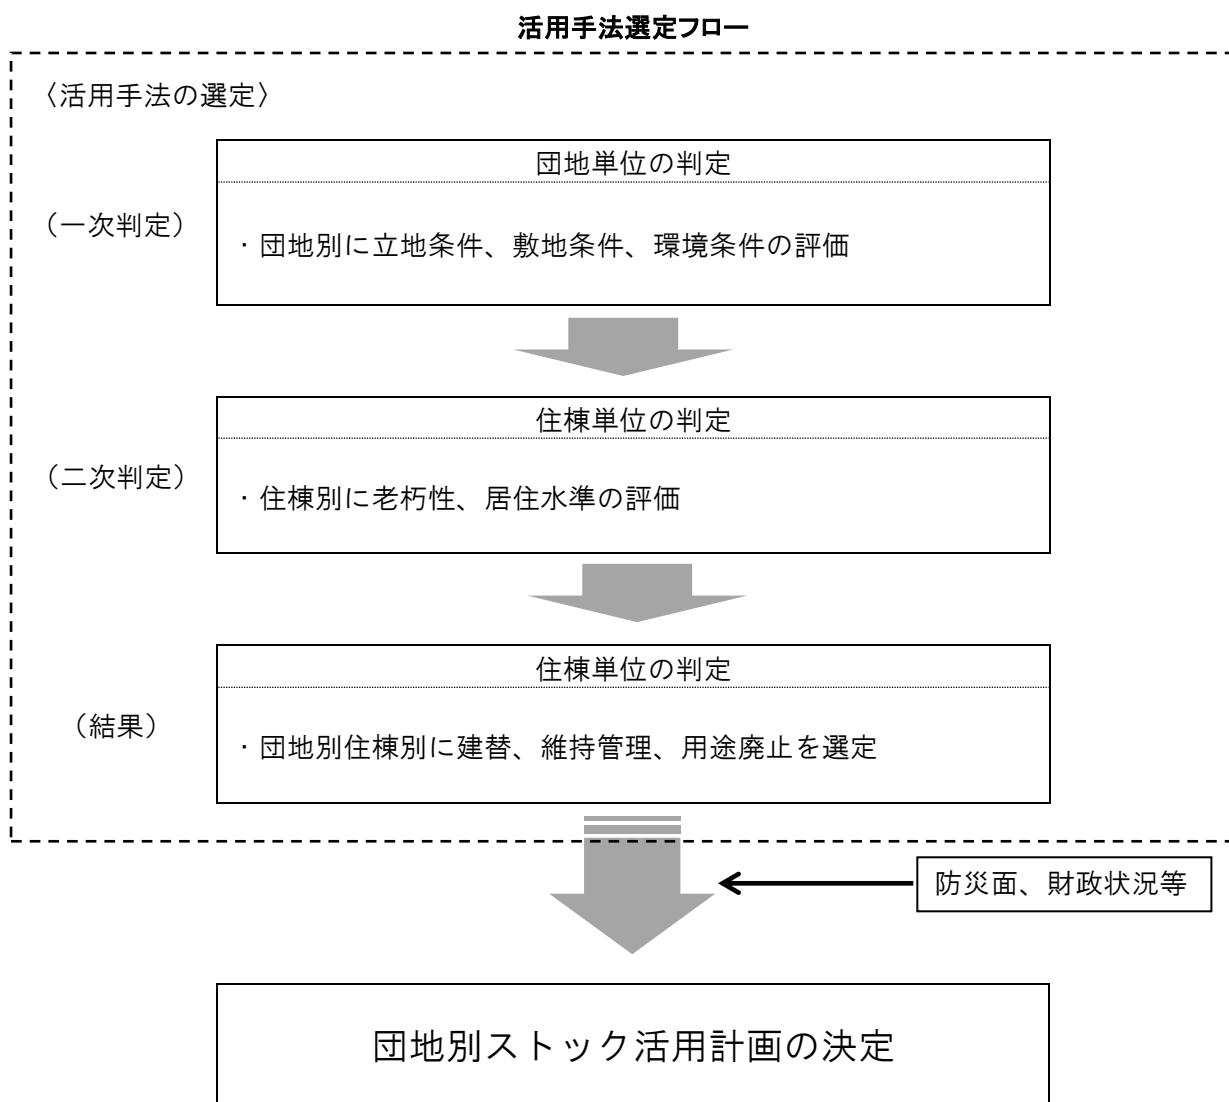 活用手法選定フロー
〈活用手法の選定〉
団地単位の判定
（一次判定）
・団地別に立地条件、敷地条件、環境条件の評価
住棟単位の判定
（二次判定）
・住棟別に老朽性、居住水準の評価
住棟単位の判定
（結果）
・団地別住棟別に建替、維持管理、用途廃止を選定
防災面、財政状況等
団地別ストック活用計画の決定